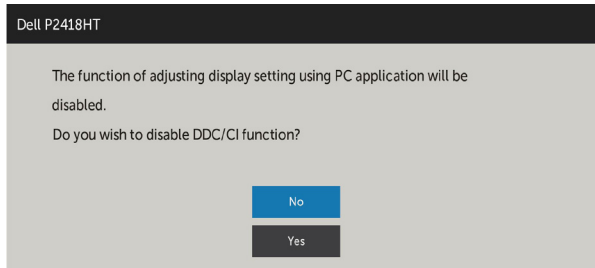 Dell P2418HT
The function of adjusting display setting using PC application will be
disabled.
Do you wish to disable DDC/CI function?
No
Yes